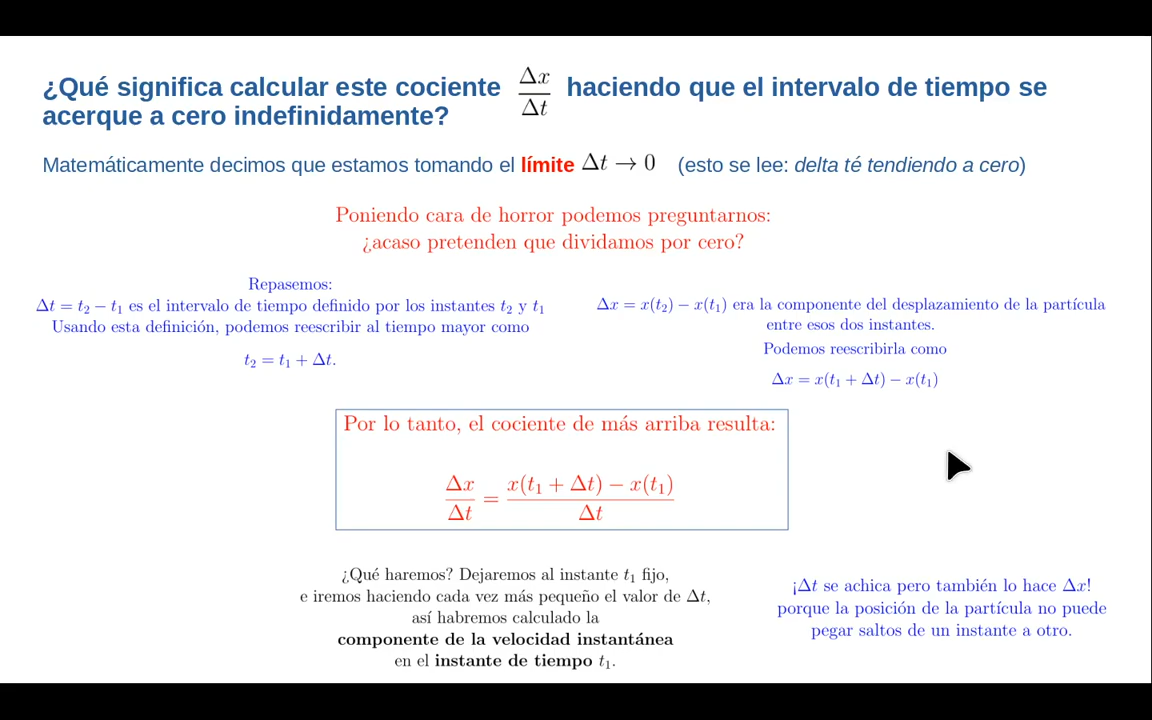 ¿Qué significa calcular este cociente Δx/Δt haciendo que el intervalo de tiempo se
acerque a cero indefinidamente?
Matemáticamente decimos que estamos tomando el límite Δt → 0 (esto se lee: delta té tendiendo a cero)
Poniendo cara de horror podemos preguntarnos:
¿acaso pretenden que dividamos por cero?
Repasemos:
Δt = t₂ − t₁ es el intervalo de tiempo definido por los instantes t₂ y t₁
Usando esta definición, podemos reescribir al tiempo mayor como
t₂ = t₁ + Δt.
Δx = x(t₂) − x(t₁) era la componente del desplazamiento de la partícula
entre esos dos instantes.
Podemos reescribirla como
Δx = x(t₁ + Δt) − x(t₁)
Por lo tanto, el cociente de más arriba resulta:
Δx/Δt = (x(t₁ + Δt) − x(t₁))/Δt
¿Qué haremos? Dejaremos al instante t₁ fijo,
e iremos haciendo cada vez más pequeño el valor de Δt,
así habremos calculado la
componente de la velocidad instantánea
en el instante de tiempo t₁.
¡Δt se achica pero también lo hace Δx!
porque la posición de la partícula no puede
pegar saltos de un instante a otro.